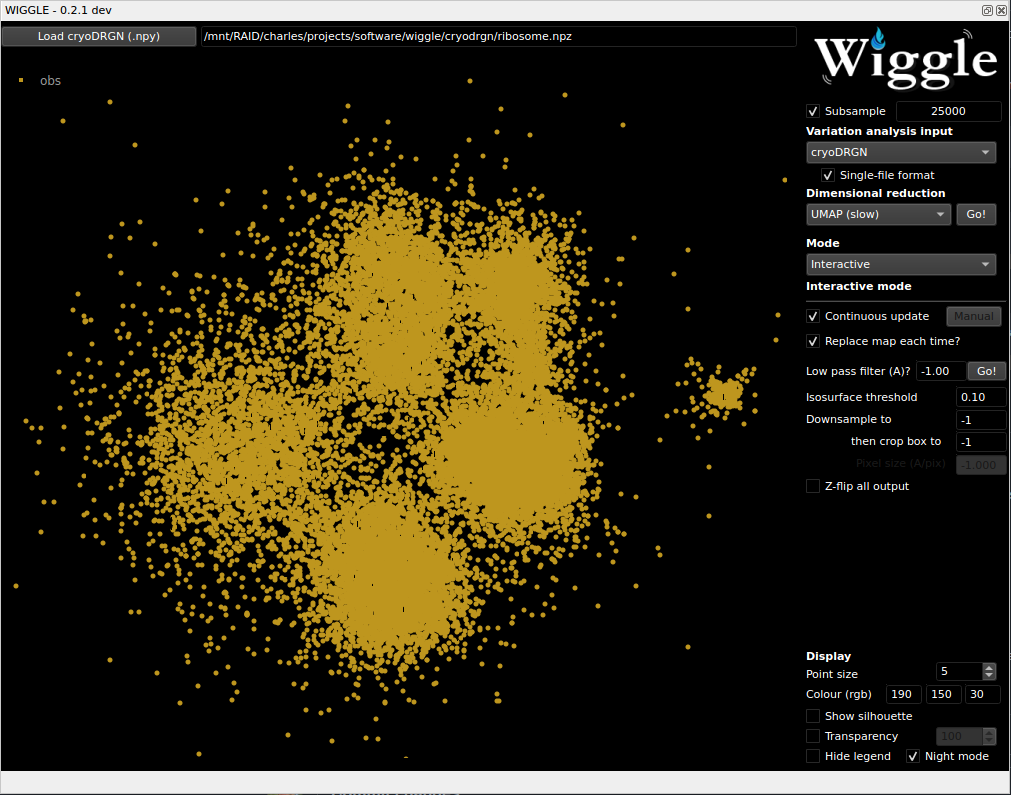 WIGGLE - 0.2.1 dev
Load cryoDRGN (.npy) /mnt/RAID/charles/projects/software/wiggle/cryodrgn/ribosome.npz
obs
Wiggle
Subsample 25000
Variation analysis input
cryoDRGN
Single-file format
Dimensional reduction
UMAP (slow) Go!
Mode
Interactive
Interactive mode
Continuous update Manual
Replace map each time?
Low pass filter (A)? -1.00 Go!
Isosurface threshold 0.10
Downsample to -1
then crop box to -1
Pixel size (A/pix) -1.000
Z-flip all output
Display
Point size 5
Colour (rgb) 190 150 30
Show silhouette
Transparency 100
Hide legend Night mode